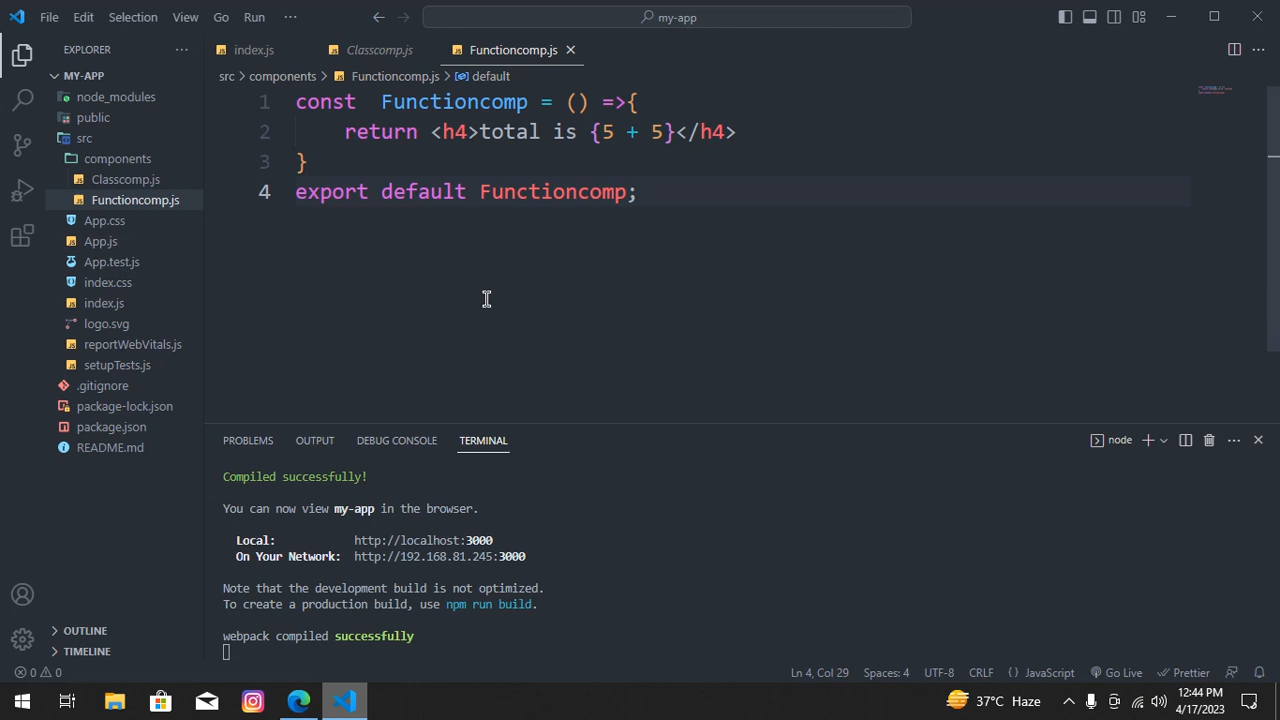 File Edit Selection View Go Run ··· my-app
EXPLORER ···
index.js Classcomp.js Functioncomp.js
MY-APP
src > components > Functioncomp.js > default
node_modules
public
src
components
Classcomp.js
Functioncomp.js
App.css
App.js
App.test.js
index.css
index.js
logo.svg
reportWebVitals.js
setupTests.js
.gitignore
package-lock.json
package.json
README.md
OUTLINE
TIMELINE
1 const  Functioncomp = () =>{
2     return <h4>total is {5 + 5}</h4>
3 }
4 export default Functioncomp;
PROBLEMS OUTPUT DEBUG CONSOLE TERMINAL node
Compiled successfully!
You can now view my-app in the browser.
Local: http://localhost:3000
On Your Network: http://192.168.81.245:3000
Note that the development build is not optimized.
To create a production build, use npm run build.
webpack compiled successfully
0 0 Ln 4, Col 29 Spaces: 4 UTF-8 CRLF {} JavaScript Go Live Prettier
37°C Haze 12:44 PM
4/17/2023